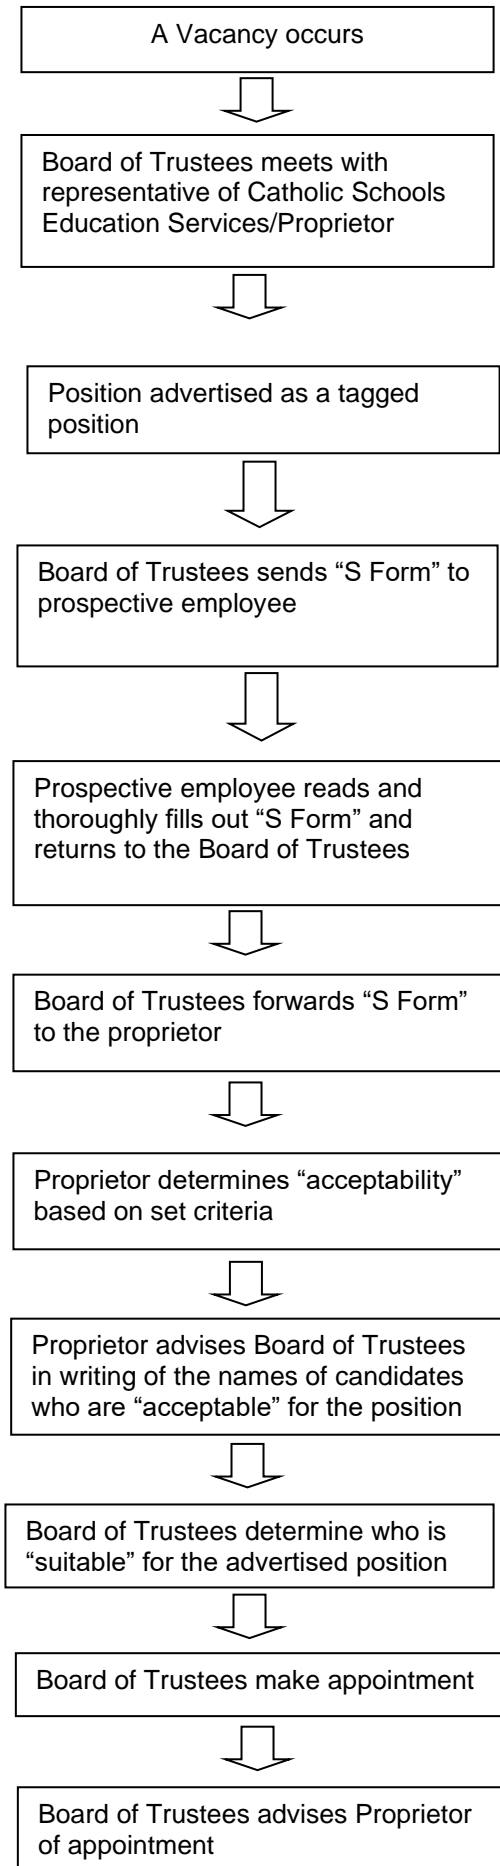 A Vacancy occurs
Board of Trustees meets with
representative of Catholic Schools
Education Services/Proprietor
Position advertised as a tagged
position
Board of Trustees sends “S Form” to
prospective employee
Prospective employee reads and
thoroughly fills out “S Form” and
returns to the Board of Trustees
Board of Trustees forwards “S Form”
to the proprietor
Proprietor determines “acceptability”
based on set criteria
Proprietor advises Board of Trustees
in writing of the names of candidates
who are “acceptable” for the position
Board of Trustees determine who is
“suitable” for the advertised position
Board of Trustees make appointment
Board of Trustees advises Proprietor
of appointment